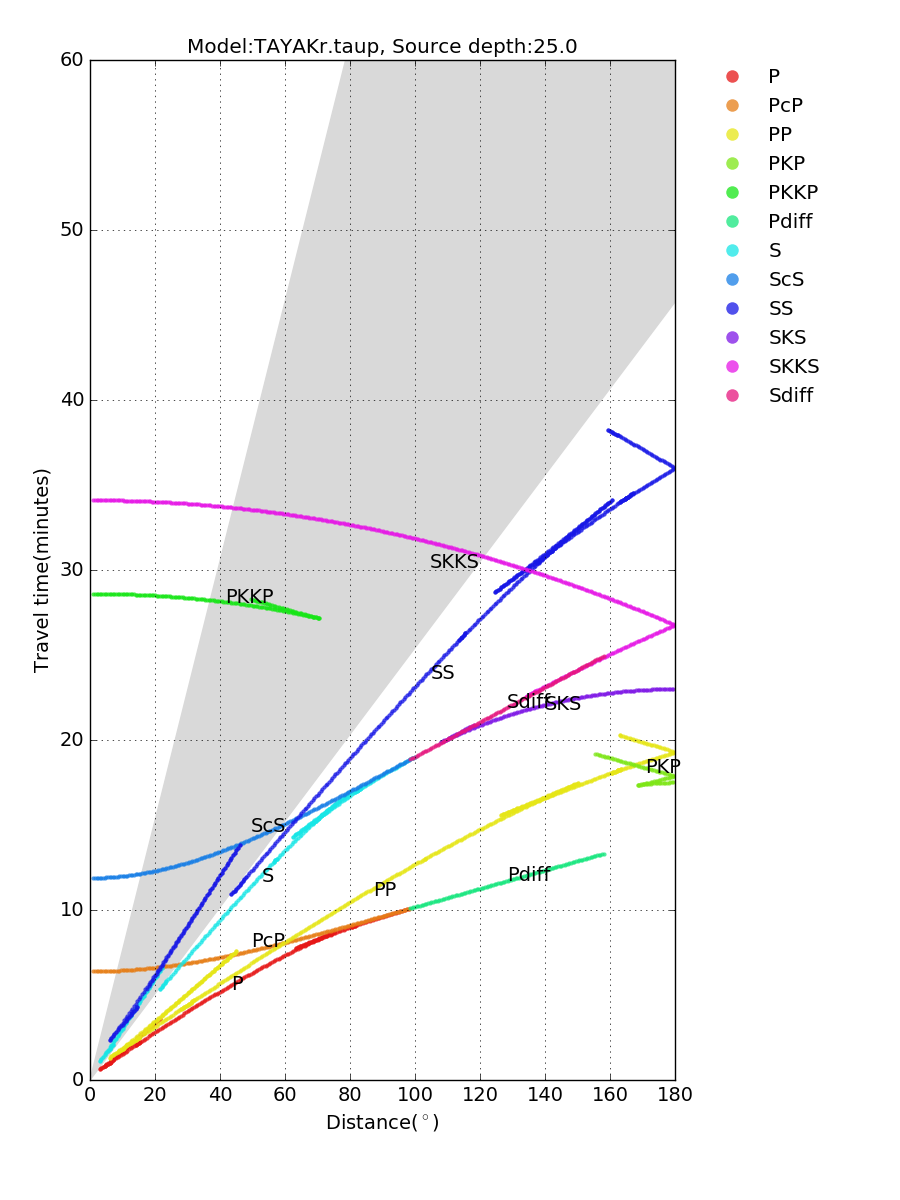 Model:TAYAKr.taup, Source depth:25.0
60
50
40
30
20
10
0
Travel time(minutes)
0 20 40 60 80 100 120 140 160 180
Distance(°)
SKKS
PKKP
SS
Sdiff
SKS
PKP
ScS
S
PP
Pdiff
PcP
P
P
PcP
PP
PKP
PKKP
Pdiff
S
ScS
SS
SKS
SKKS
Sdiff